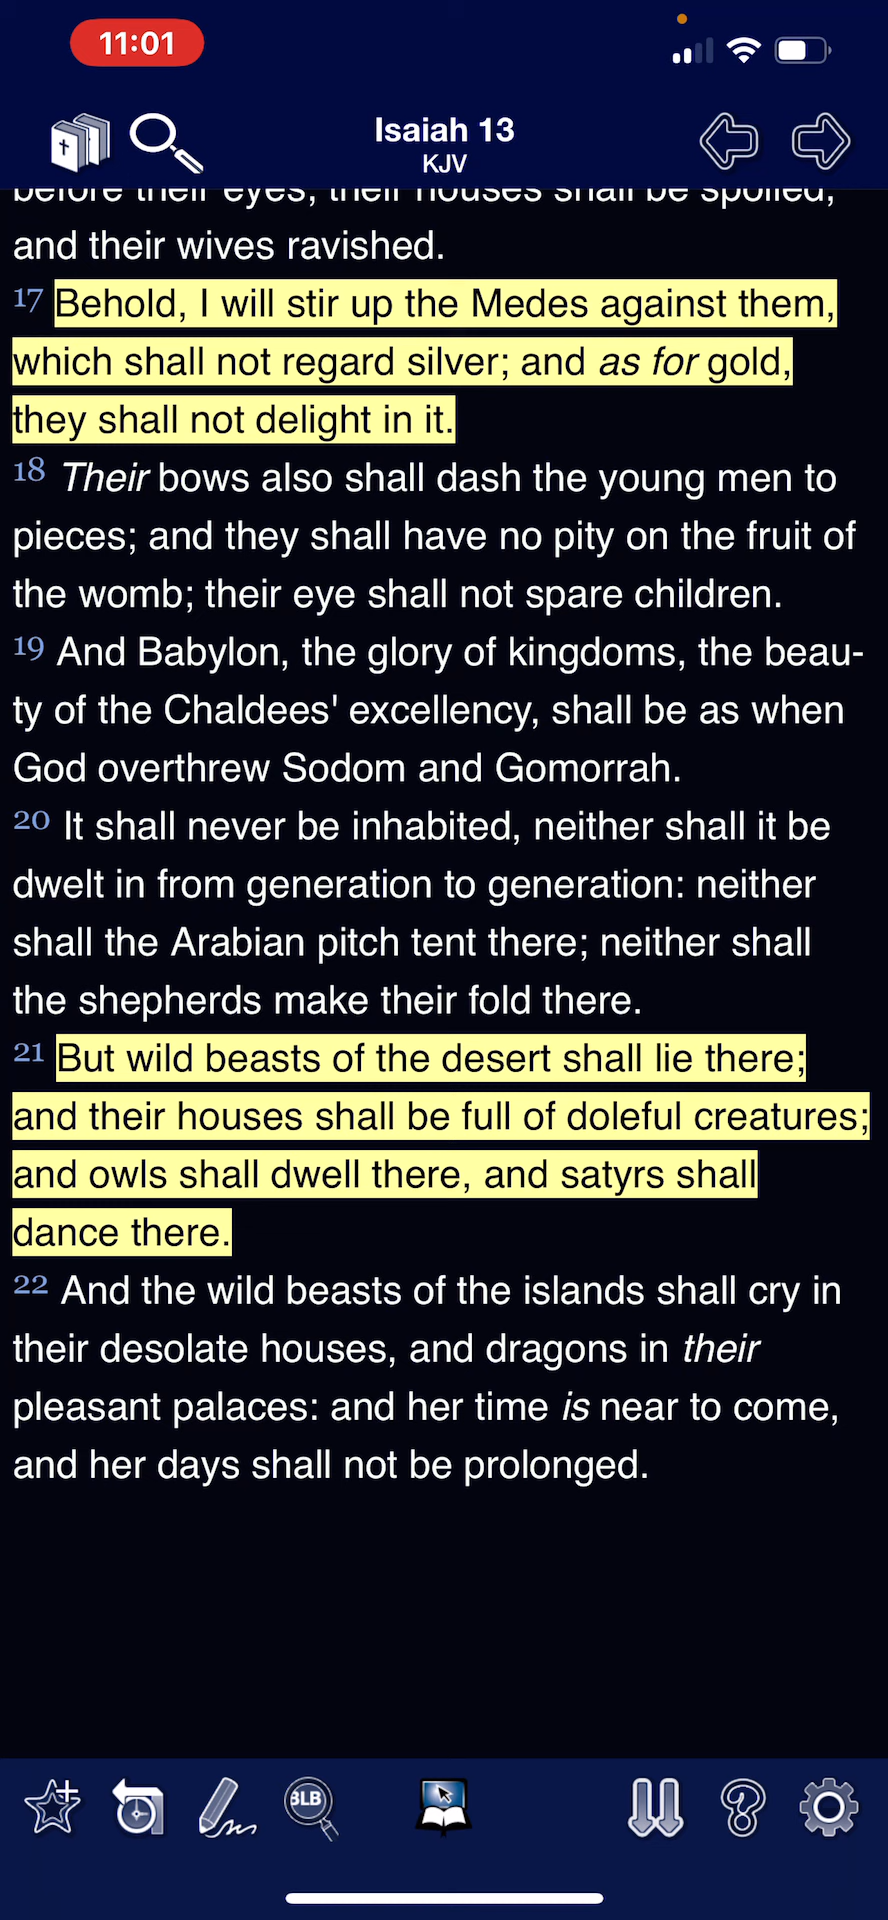 11:01
Isaiah 13
KJV
before their eyes; their houses shall be spoiled,
and their wives ravished.
17 Behold, I will stir up the Medes against them,
which shall not regard silver; and as for gold,
they shall not delight in it.
18 Their bows also shall dash the young men to
pieces; and they shall have no pity on the fruit of
the womb; their eye shall not spare children.
19 And Babylon, the glory of kingdoms, the beau-
ty of the Chaldees' excellency, shall be as when
God overthrew Sodom and Gomorrah.
20 It shall never be inhabited, neither shall it be
dwelt in from generation to generation: neither
shall the Arabian pitch tent there; neither shall
the shepherds make their fold there.
21 But wild beasts of the desert shall lie there;
and their houses shall be full of doleful creatures;
and owls shall dwell there, and satyrs shall
dance there.
22 And the wild beasts of the islands shall cry in
their desolate houses, and dragons in their
pleasant palaces: and her time is near to come,
and her days shall not be prolonged.
BLB